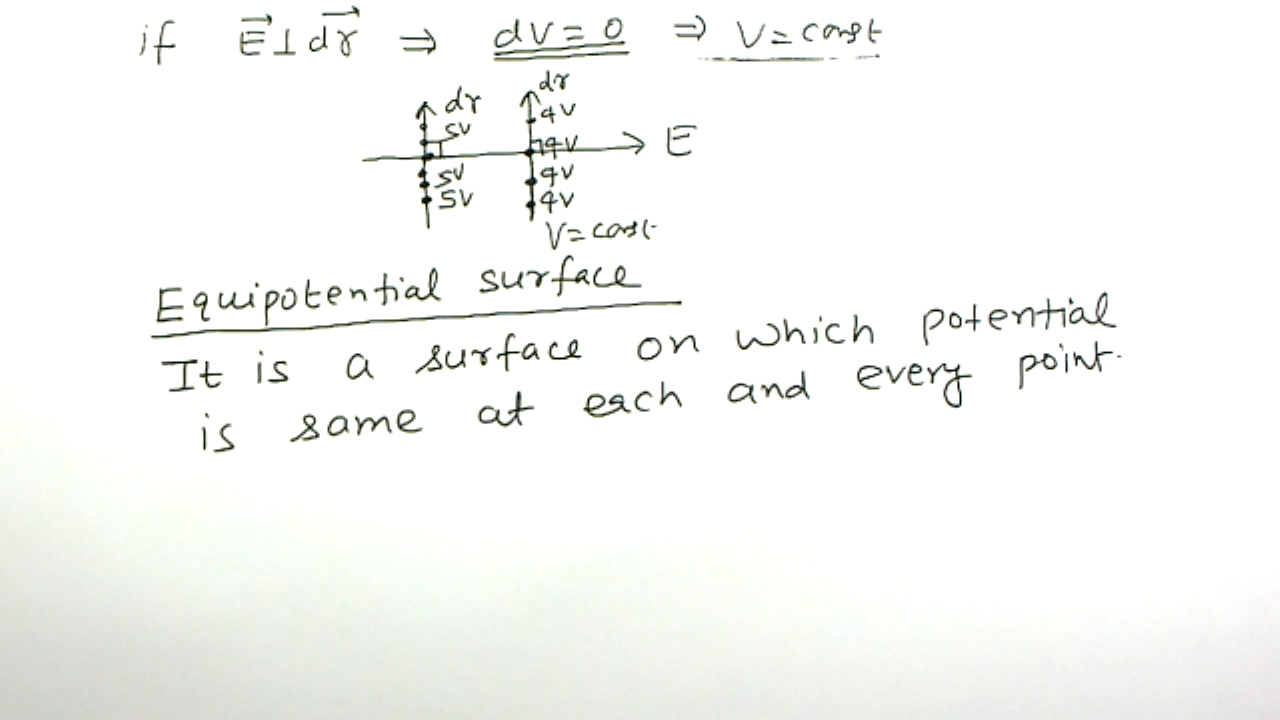 if E⃗ ⊥ dr⃗ ⇒ dV = 0 ⇒ V = const
dr dr
5V 4V
4V E
5V 4V
5V 4V
V = const.
Equipotential surface
It is a surface on which potential
is same at each and every point.